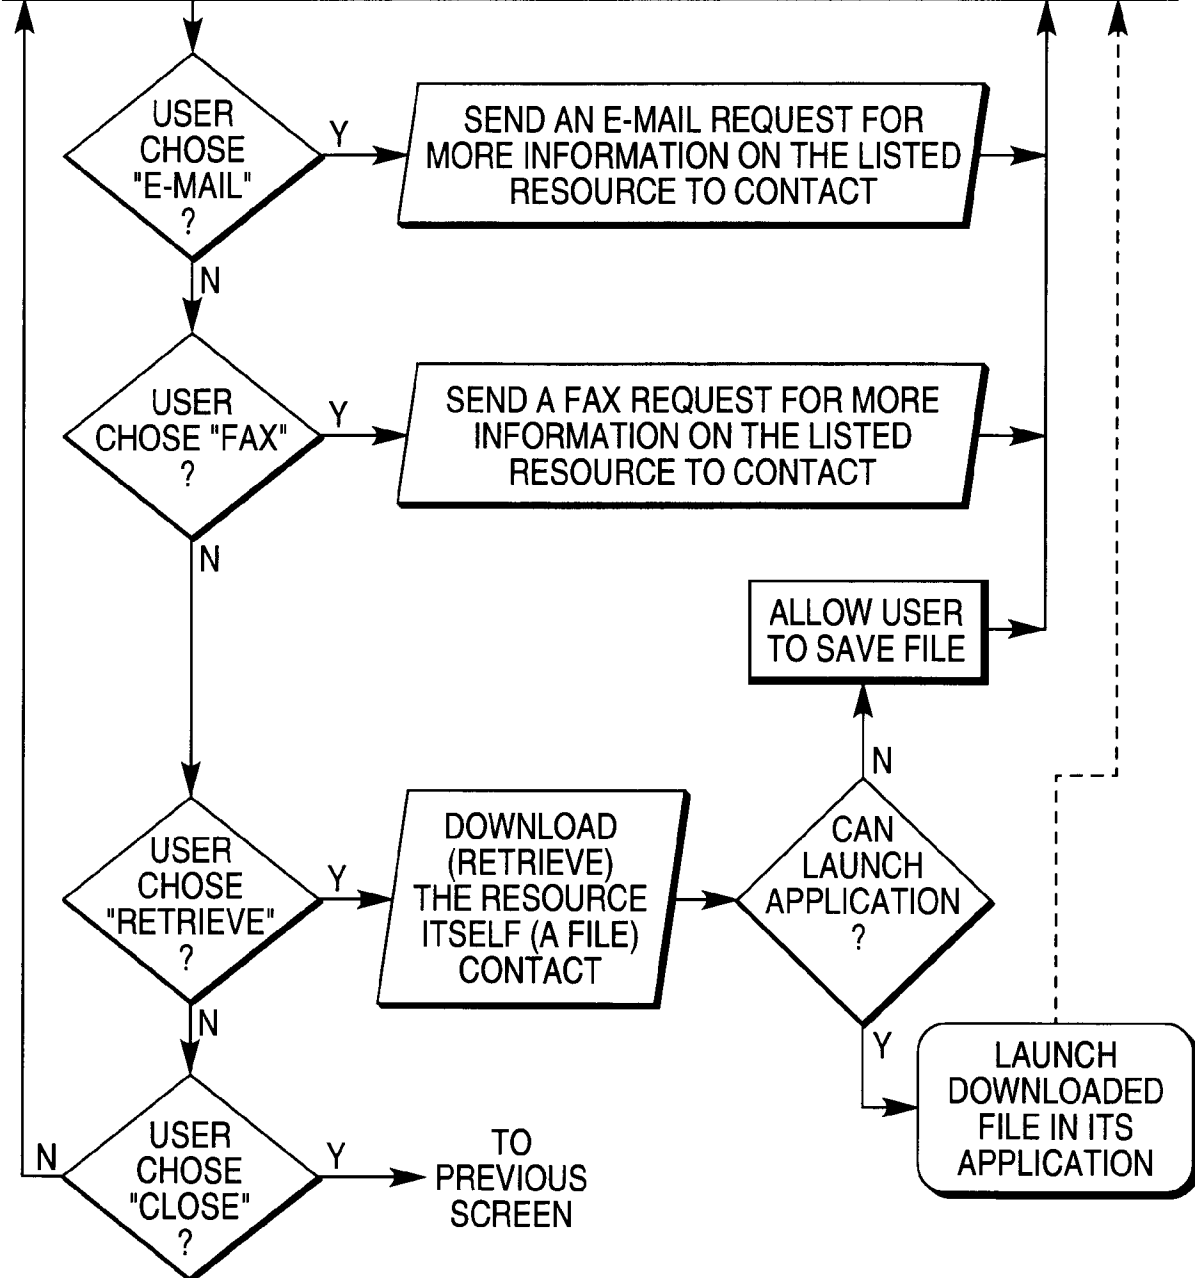 USER
CHOSE
"E-MAIL"
?
Y
SEND AN E-MAIL REQUEST FOR
MORE INFORMATION ON THE LISTED
RESOURCE TO CONTACT
N
USER
CHOSE "FAX"
?
Y
SEND A FAX REQUEST FOR MORE
INFORMATION ON THE LISTED
RESOURCE TO CONTACT
N
ALLOW USER
TO SAVE FILE
N
USER
CHOSE
"RETRIEVE"
?
Y
DOWNLOAD
(RETRIEVE)
THE RESOURCE
ITSELF (A FILE)
CONTACT
CAN
LAUNCH
APPLICATION
?
N
Y
LAUNCH
DOWNLOADED
FILE IN ITS
APPLICATION
N
USER
CHOSE
"CLOSE"
?
Y
TO
PREVIOUS
SCREEN